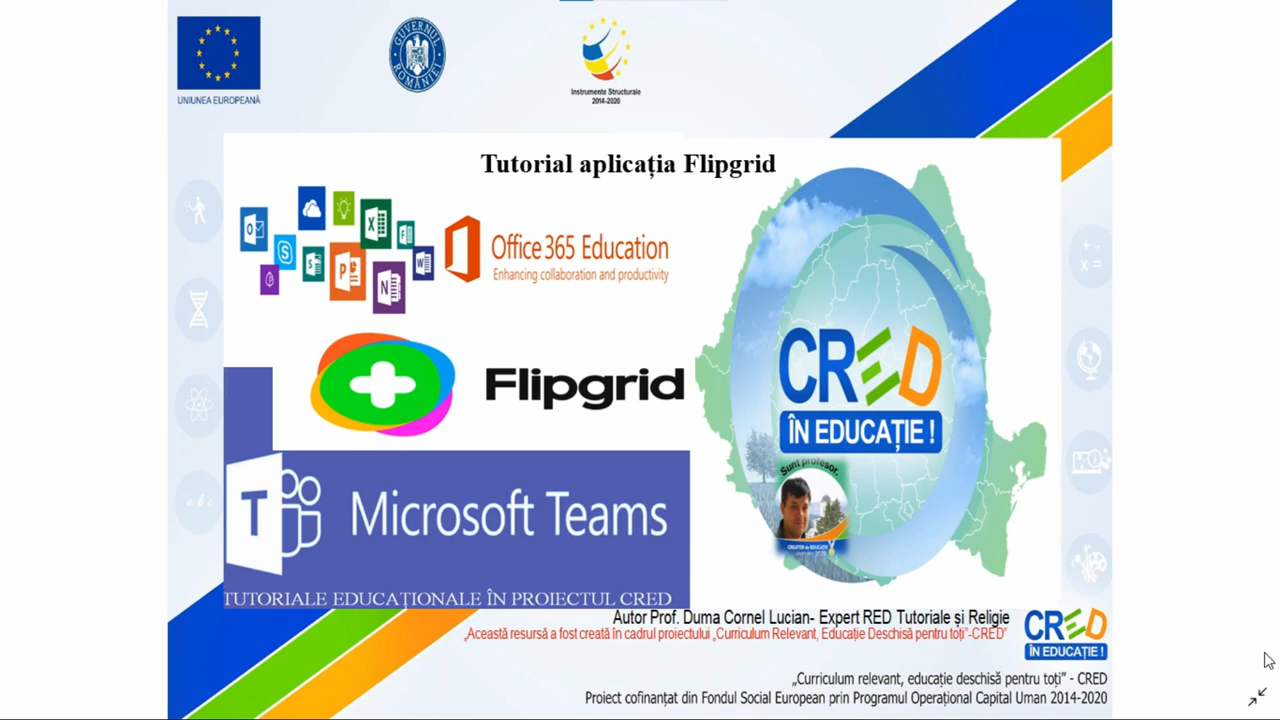 UNIUNEA EUROPEANĂ
GUVERNUL ROMÂNIEI
Instrumente Structurale
2014-2020
Tutorial aplicația Flipgrid
Office 365 Education
Enhancing collaboration and productivity
Flipgrid
CRED
ÎN EDUCAȚIE !
Sunt profesor.
CREATOR de EDUCAȚIE
T
Microsoft Teams
TUTORIALE EDUCAȚIONALE ÎN PROIECTUL CRED
Autor Prof. Duma Cornel Lucian- Expert RED Tutoriale și Religie
„Această resursă a fost creată în cadrul proiectului „Curriculum Relevant, Educație Deschisă pentru toți”-CRED”
CRED
ÎN EDUCAȚIE !
„Curriculum relevant, educație deschisă pentru toți” - CRED
Proiect cofinanțat din Fondul Social European prin Programul Operațional Capital Uman 2014-2020